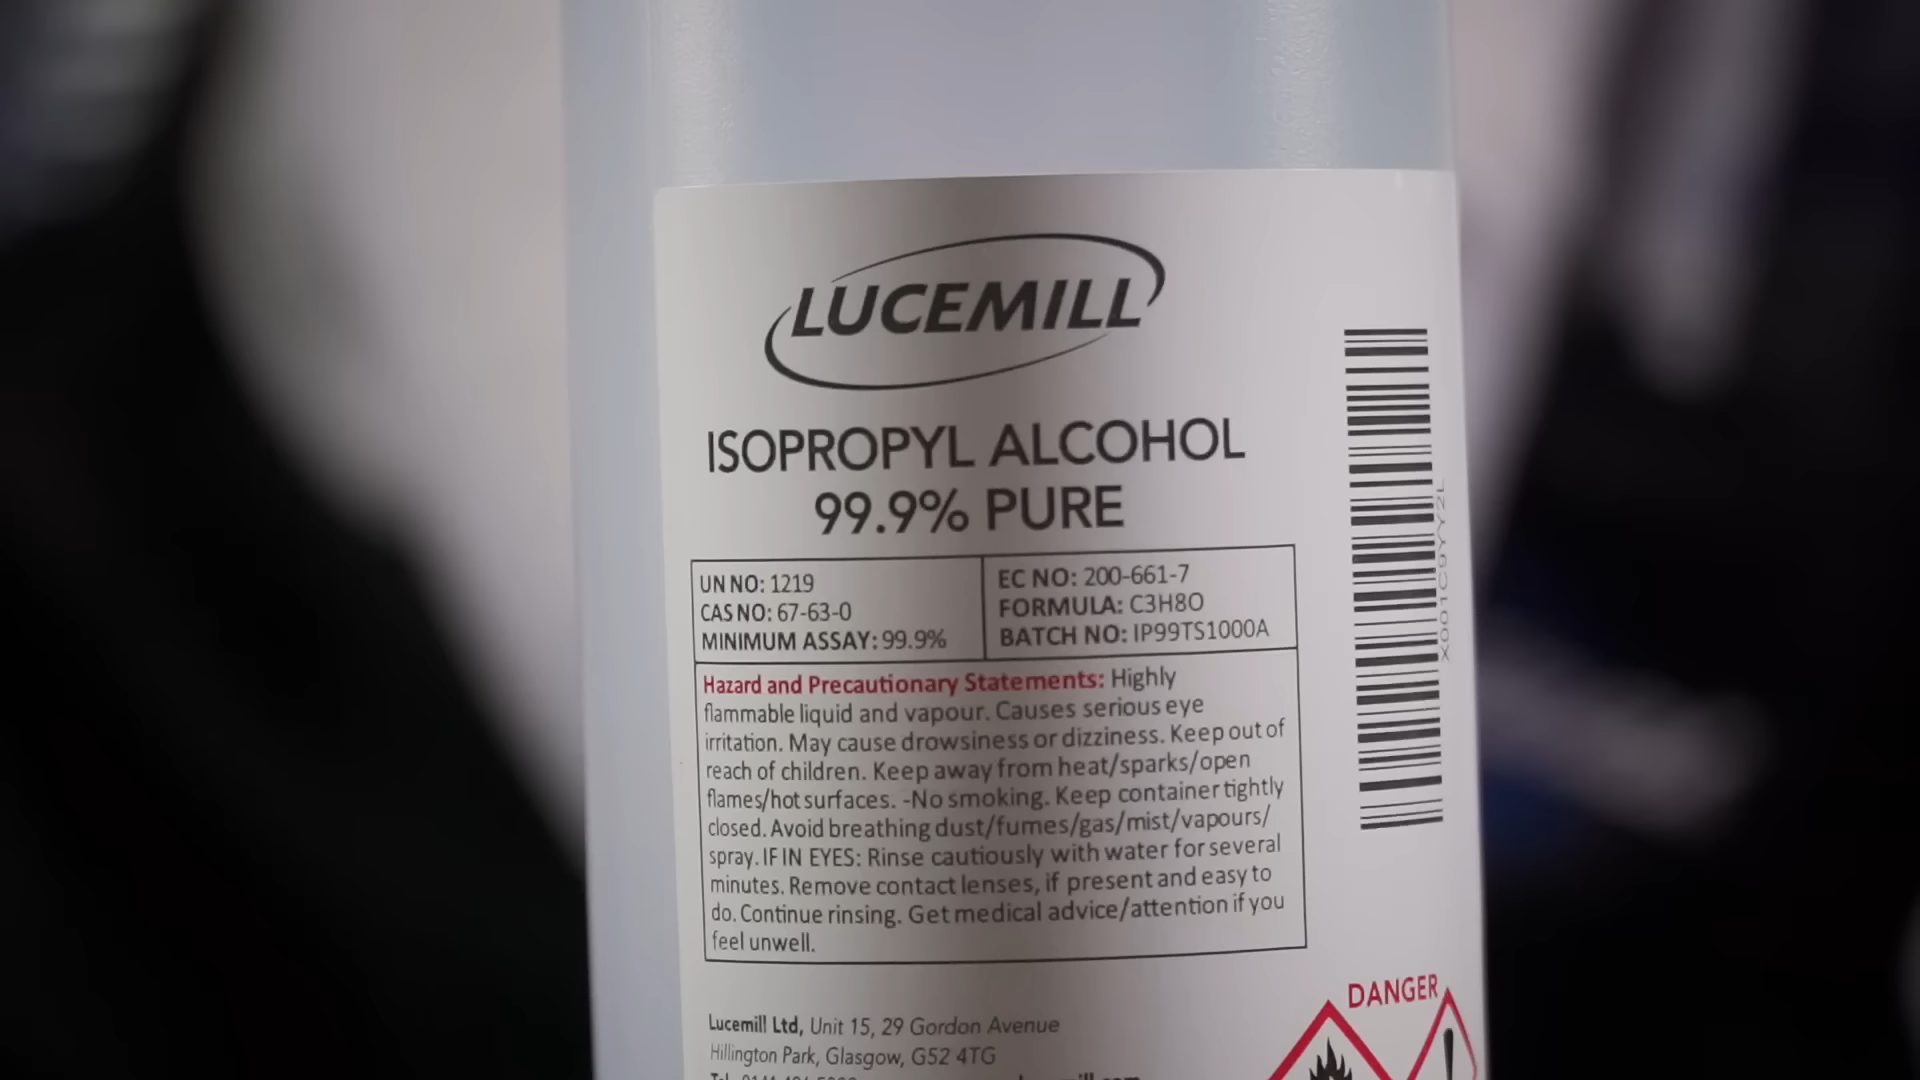 LUCEMILL
ISOPROPYL ALCOHOL
99.9% PURE
UN NO: 1219
CAS NO: 67-63-0
MINIMUM ASSAY: 99.9%
EC NO: 200-661-7
FORMULA: C3H8O
BATCH NO: IP99TS1000A
Hazard and Precautionary Statements: Highly
flammable liquid and vapour. Causes serious eye
irritation. May cause drowsiness or dizziness. Keep out of
reach of children. Keep away from heat/sparks/open
flames/hot surfaces. -No smoking. Keep container tightly
closed. Avoid breathing dust/fumes/gas/mist/vapours/
spray. IF IN EYES: Rinse cautiously with water for several
minutes. Remove contact lenses, if present and easy to
do. Continue rinsing. Get medical advice/attention if you
feel unwell.
X001C9YY2L
DANGER
Lucemill Ltd, Unit 15, 29 Gordon Avenue
Hillington Park, Glasgow, G52 4TG